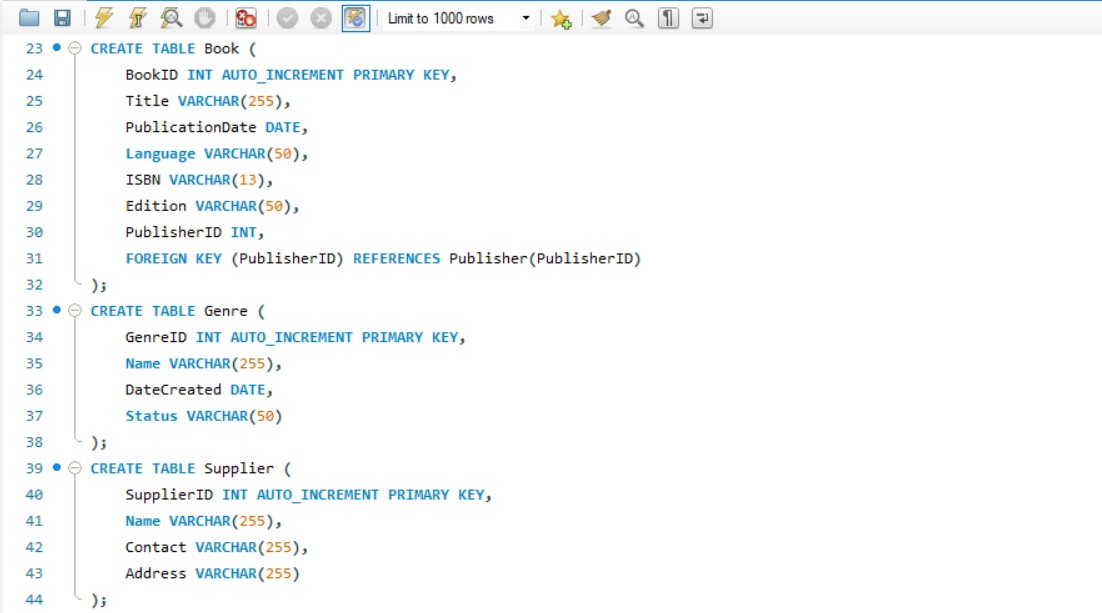 Limit to 1000 rows
23 CREATE TABLE Book (
24 BookID INT AUTO_INCREMENT PRIMARY KEY,
25 Title VARCHAR(255),
26 PublicationDate DATE,
27 Language VARCHAR(50),
28 ISBN VARCHAR(13),
29 Edition VARCHAR(50),
30 PublisherID INT,
31 FOREIGN KEY (PublisherID) REFERENCES Publisher(PublisherID)
32 );
33 CREATE TABLE Genre (
34 GenreID INT AUTO_INCREMENT PRIMARY KEY,
35 Name VARCHAR(255),
36 DateCreated DATE,
37 Status VARCHAR(50)
38 );
39 CREATE TABLE Supplier (
40 SupplierID INT AUTO_INCREMENT PRIMARY KEY,
41 Name VARCHAR(255),
42 Contact VARCHAR(255),
43 Address VARCHAR(255)
44 );